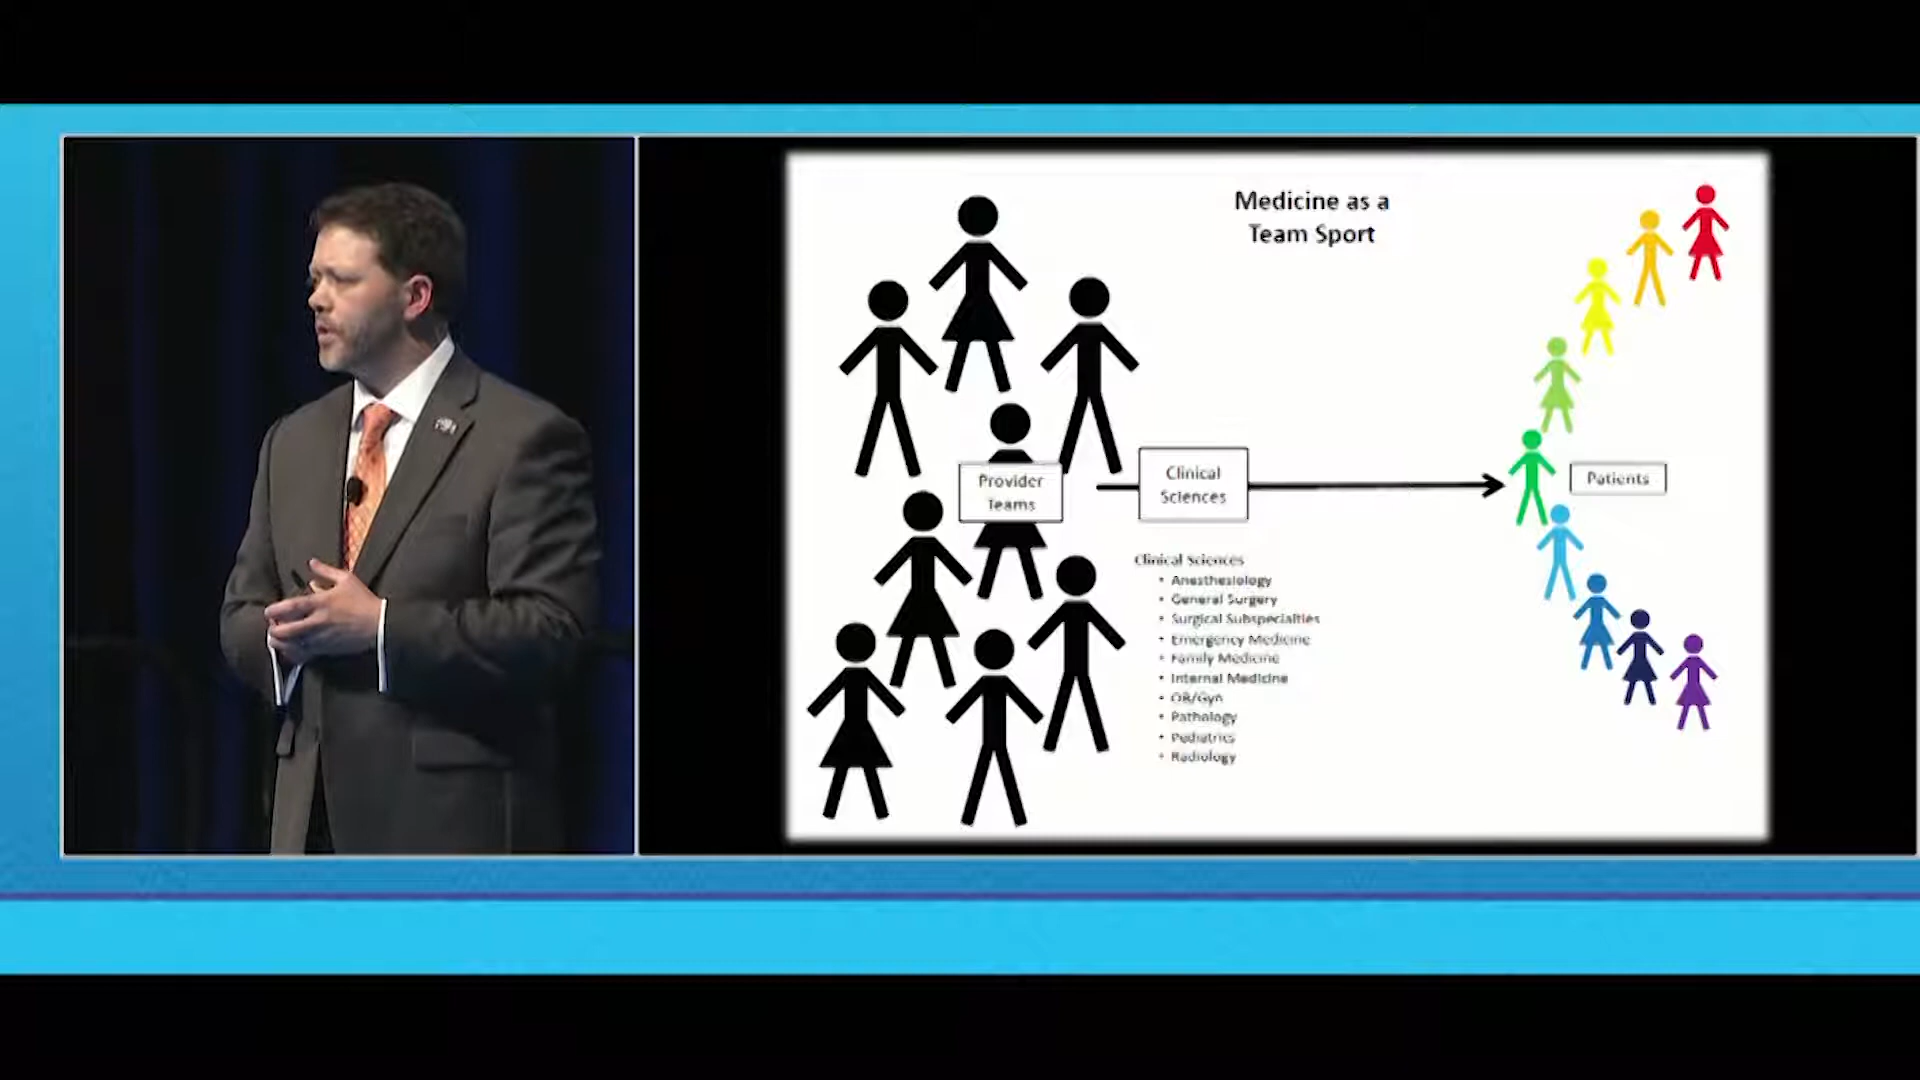 Medicine as a
Team Sport
Provider
Teams
Clinical
Sciences
Patients
Clinical Sciences
• Anesthesiology
• General Surgery
• Surgical Subspecialties
• Emergency Medicine
• Family Medicine
• Internal Medicine
• OB/Gyn
• Pathology
• Pediatrics
• Radiology